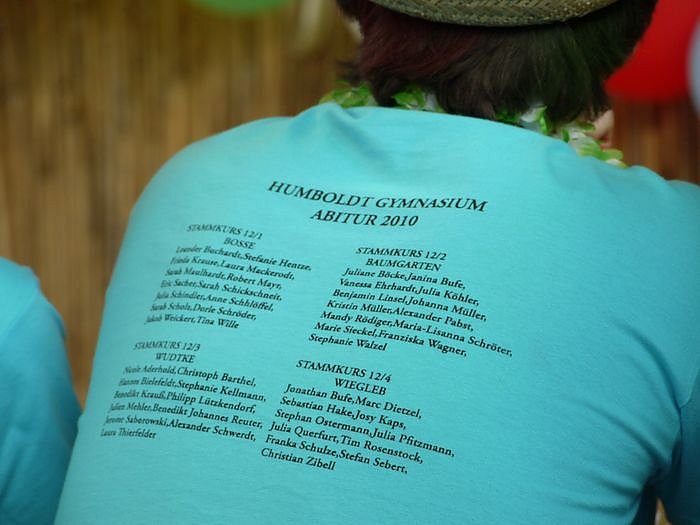 HUMBOLDT GYMNASIUM
ABITUR 2010
STAMMKURS 12/1
BOSSE
Leander Buchardt,Stefanie Hentze,
Frieda Krause,Laura Mackerodt,
Sarah Maulhardt,Robert Mayr,
Eric Sacher,Sarah Schickschneit,
Julia Schindler,Anne Schlöffel,
Sarah Scholz,Dorle Schröder,
Jakob Weickert,Tina Wille
STAMMKURS 12/2
BAUMGARTEN
Juliane Böcke,Janina Bufe,
Vanessa Ehrhardt,Julia Köhler,
Benjamin Linsel,Johanna Müller,
Kristin Müller,Alexander Pabst,
Mandy Rödiger,Maria-Lisanna Schröter,
Marie Sieckel,Franziska Wagner,
Stephanie Walzel
STAMMKURS 12/3
WUDTKE
Nicole Aderhold,Christoph Barthel,
Hannes Bielefeldt,Stephanie Kellmann,
Benedikt Krauß,Philipp Lützkendorf,
Julien Mehler,Benedikt Johannes Reuter,
Jerome Saborowski,Alexander Schwerdt,
Laura Thierfelder
STAMMKURS 12/4
WIEGLEB
Jonathan Bufe,Marc Dietzel,
Sebastian Hake,Josy Kaps,
Stephan Ostermann,Julia Pfitzmann,
Julia Querfurt,Tim Rosenstock,
Franka Schulze,Stefan Sebert,
Christian Zibell